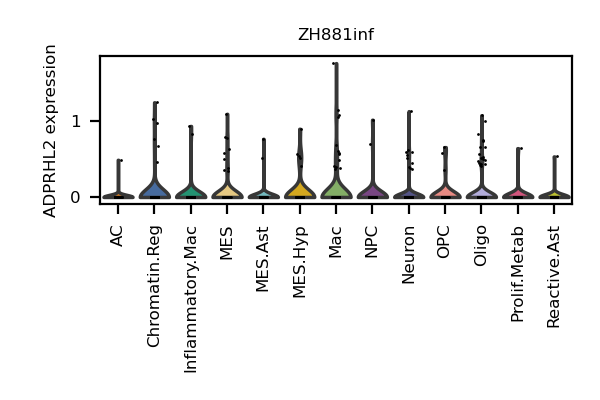 ZH881inf
ADPRHL2 expression
1
0
AC
Chromatin.Reg
Inflammatory.Mac
MES
MES.Ast
MES.Hyp
Mac
NPC
Neuron
OPC
Oligo
Prolif.Metab
Reactive.Ast